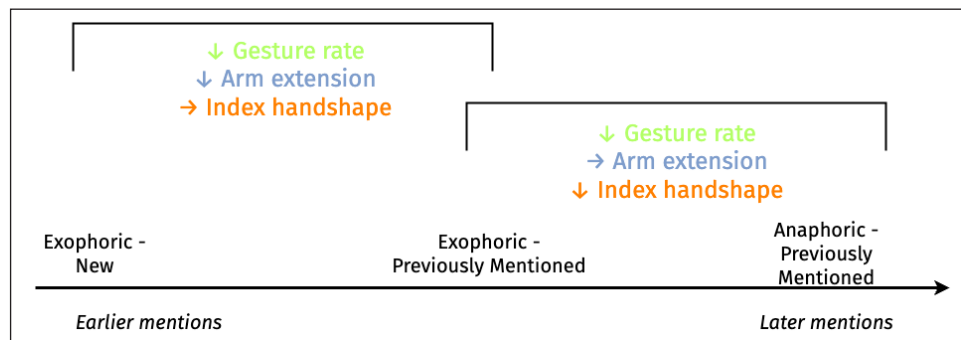 ↓ Gesture rate
↓ Arm extension
→ Index handshape
↓ Gesture rate
→ Arm extension
↓ Index handshape
Exophoric -
New
Exophoric -
Previously Mentioned
Anaphoric -
Previously
Mentioned
Earlier mentions
Later mentions